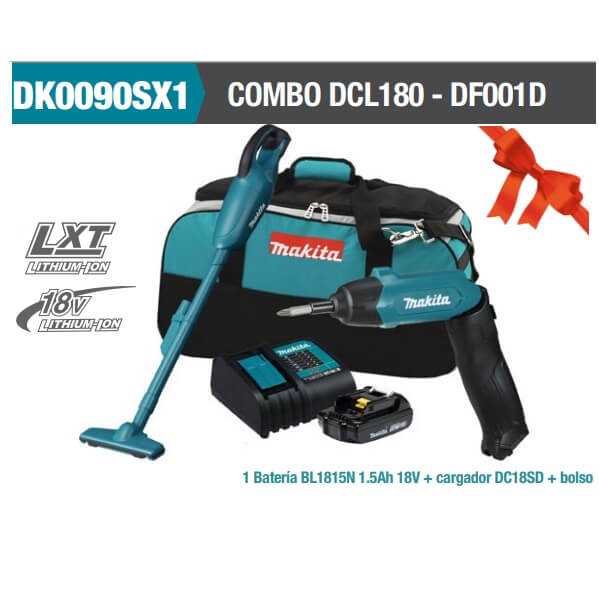 DK0090SX1
COMBO DCL180 - DF001D
LXT
LITHIUM-ION
18V
LITHIUM-ION
makita
makita
makita
makita
1 Batería BL1815N 1.5Ah 18V + cargador DC18SD + bolso